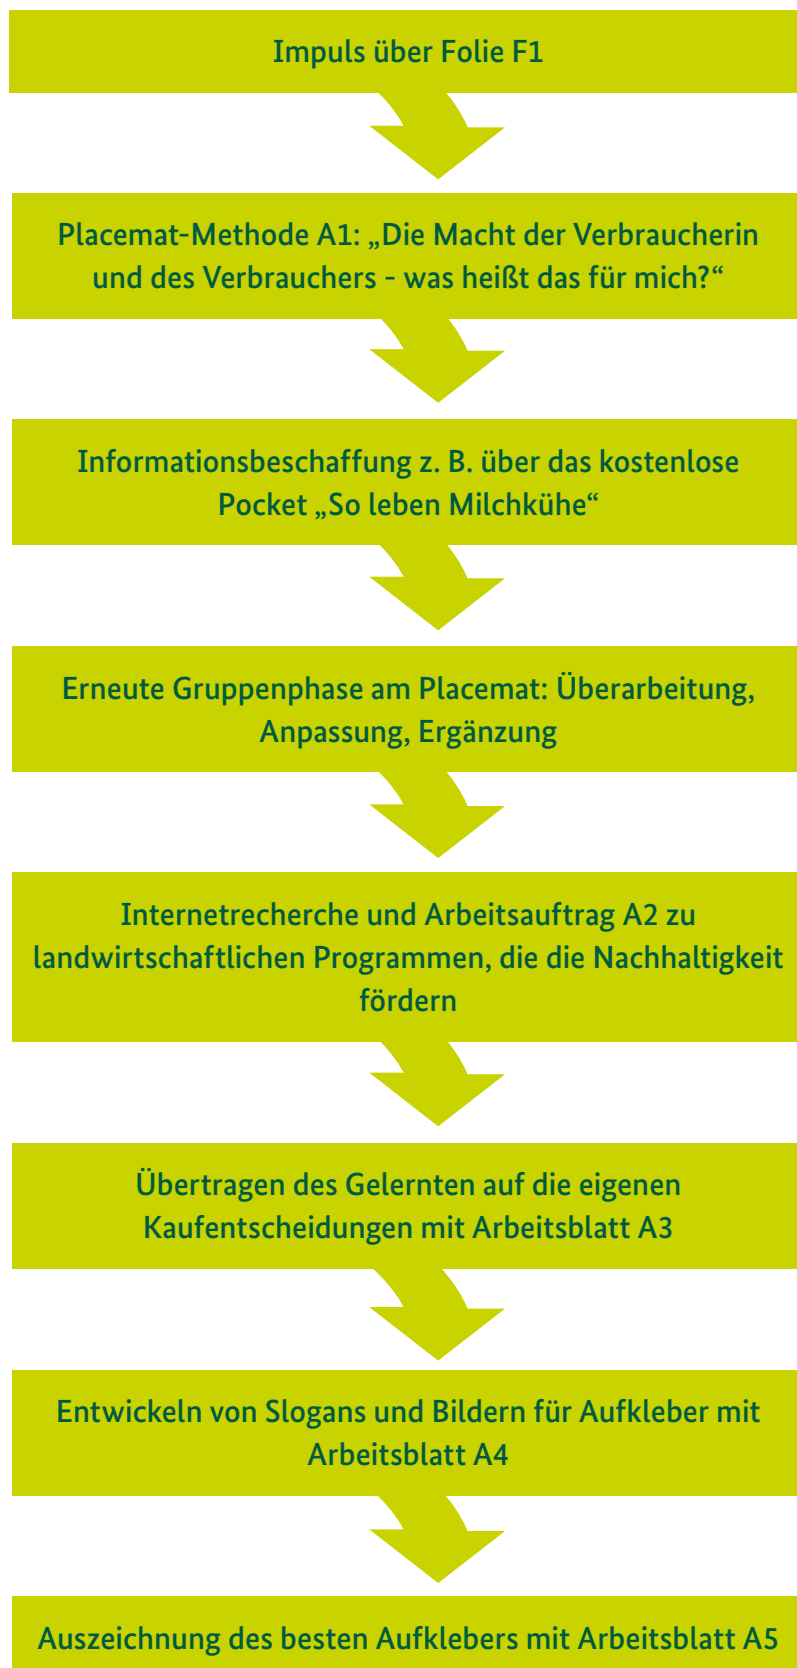 Impuls über Folie F1
Placemat-Methode A1: „Die Macht der Verbraucherin
und des Verbrauchers - was heißt das für mich?“
Informationsbeschaffung z. B. über das kostenlose
Pocket „So leben Milchkühe“
Erneute Gruppenphase am Placemat: Überarbeitung,
Anpassung, Ergänzung
Internetrecherche und Arbeitsauftrag A2 zu
landwirtschaftlichen Programmen, die die Nachhaltigkeit
fördern
Übertragen des Gelernten auf die eigenen
Kaufentscheidungen mit Arbeitsblatt A3
Entwickeln von Slogans und Bildern für Aufkleber mit
Arbeitsblatt A4
Auszeichnung des besten Aufklebers mit Arbeitsblatt A5